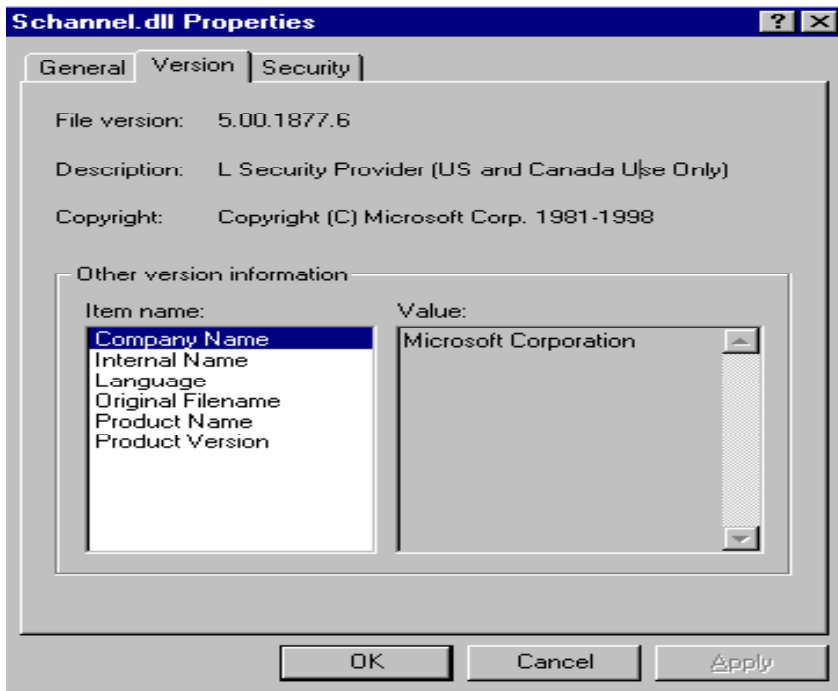 Schannel.dll Properties
General Version Security
File version: 5.00.1877.6
Description: L Security Provider (US and Canada Use Only)
Copyright: Copyright (C) Microsoft Corp. 1981-1998
Other version information
Item name: Value:
Company Name Microsoft Corporation
Internal Name
Language
Original Filename
Product Name
Product Version
OK Cancel Apply